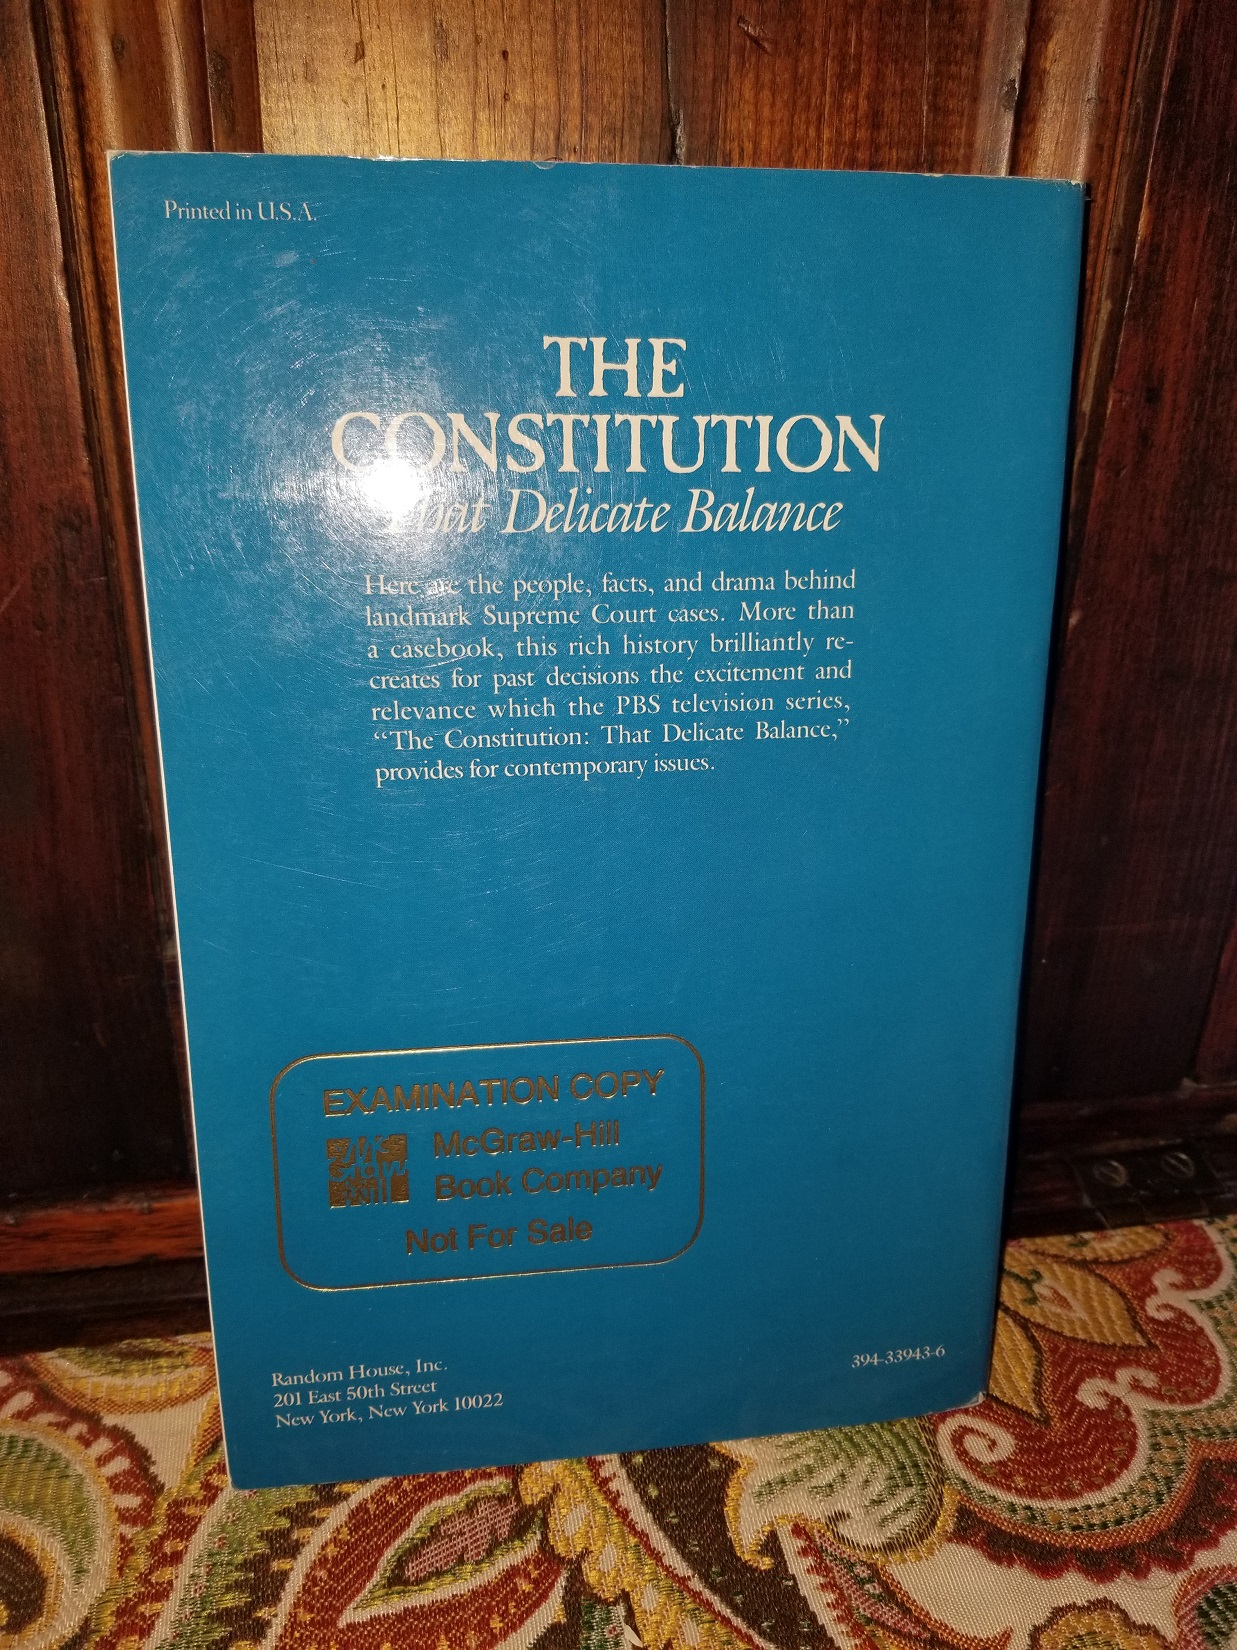 Printed in U.S.A.
THE
CONSTITUTION
That Delicate Balance
Here are the people, facts, and drama behind
landmark Supreme Court cases. More than
a casebook, this rich history brilliantly re-
creates for past decisions the excitement and
relevance which the PBS television series,
“The Constitution: That Delicate Balance,”
provides for contemporary issues.
EXAMINATION COPY
McGraw-Hill
Book Company
Not For Sale
Random House, Inc.
201 East 50th Street
New York, New York 10022
394-33943-6